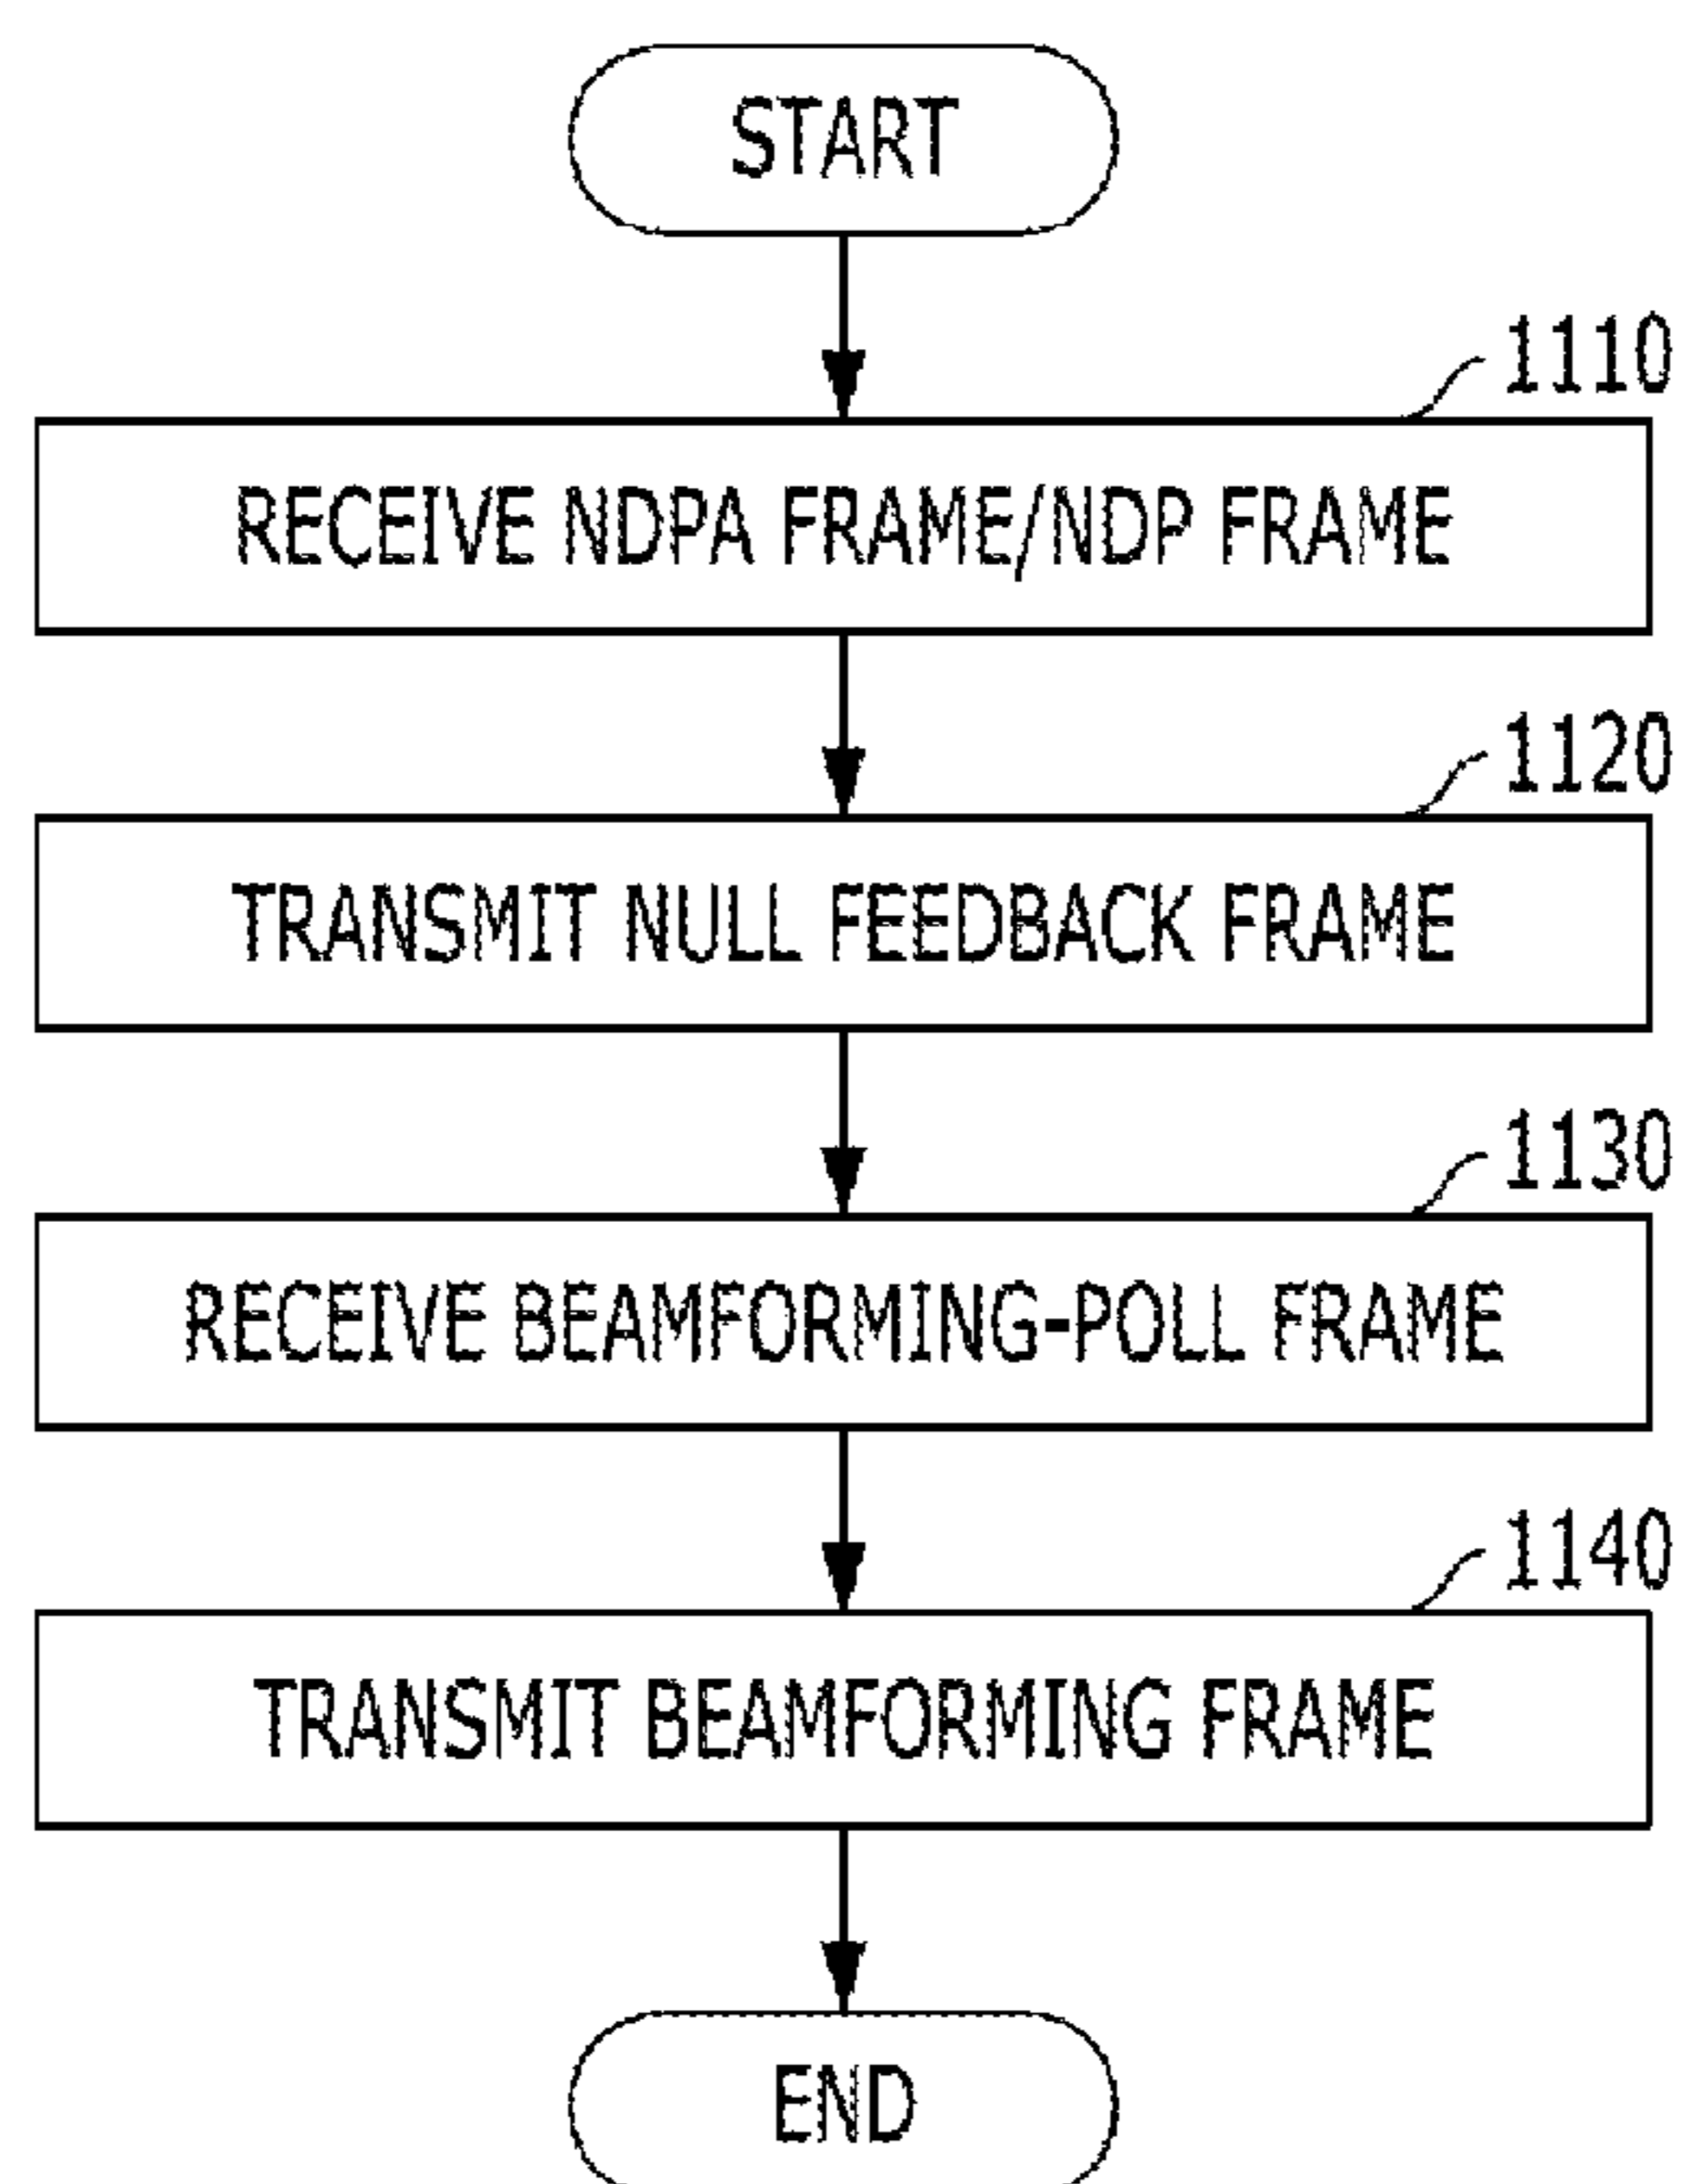 START
1110
RECEIVE NDPA FRAME/NDP FRAME
1120
TRANSMIT NULL FEEDBACK FRAME
1130
RECEIVE BEAMFORMING-POLL FRAME
1140
TRANSMIT BEAMFORMING FRAME
END